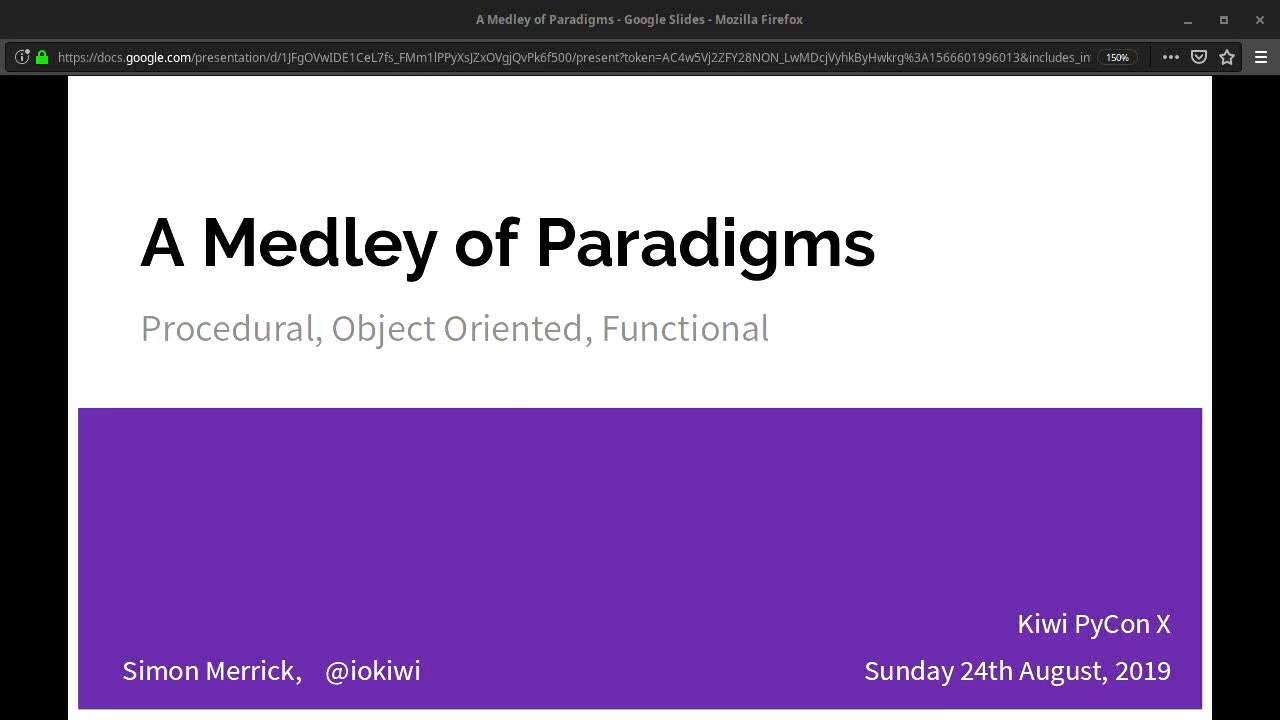 A Medley of Paradigms - Google Slides - Mozilla Firefox
https://docs.google.com/presentation/d/1JFgOVwIDE1CeL7fs_FMm1lPPyXsJZxOVgjQvPk6f500/present?token=AC4w5Vj2ZFY28NON_LwMDcjVyhkByHwkrg%3A1566601996013&includes_in 150%
A Medley of Paradigms
Procedural, Object Oriented, Functional
Kiwi PyCon X
Simon Merrick, @iokiwi
Sunday 24th August, 2019